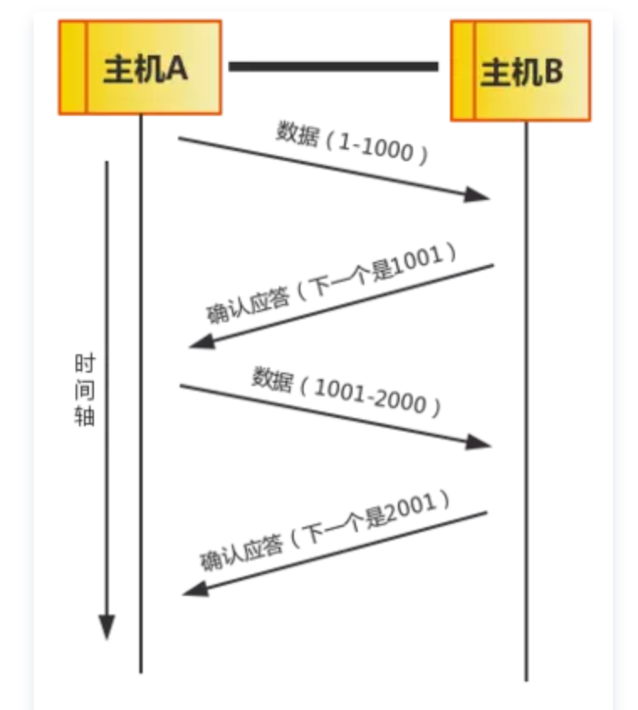 主机A
主机B
数据（1-1000）
确认应答（下一个是1001）
数据（1001-2000）
时间轴
确认应答（下一个是2001）